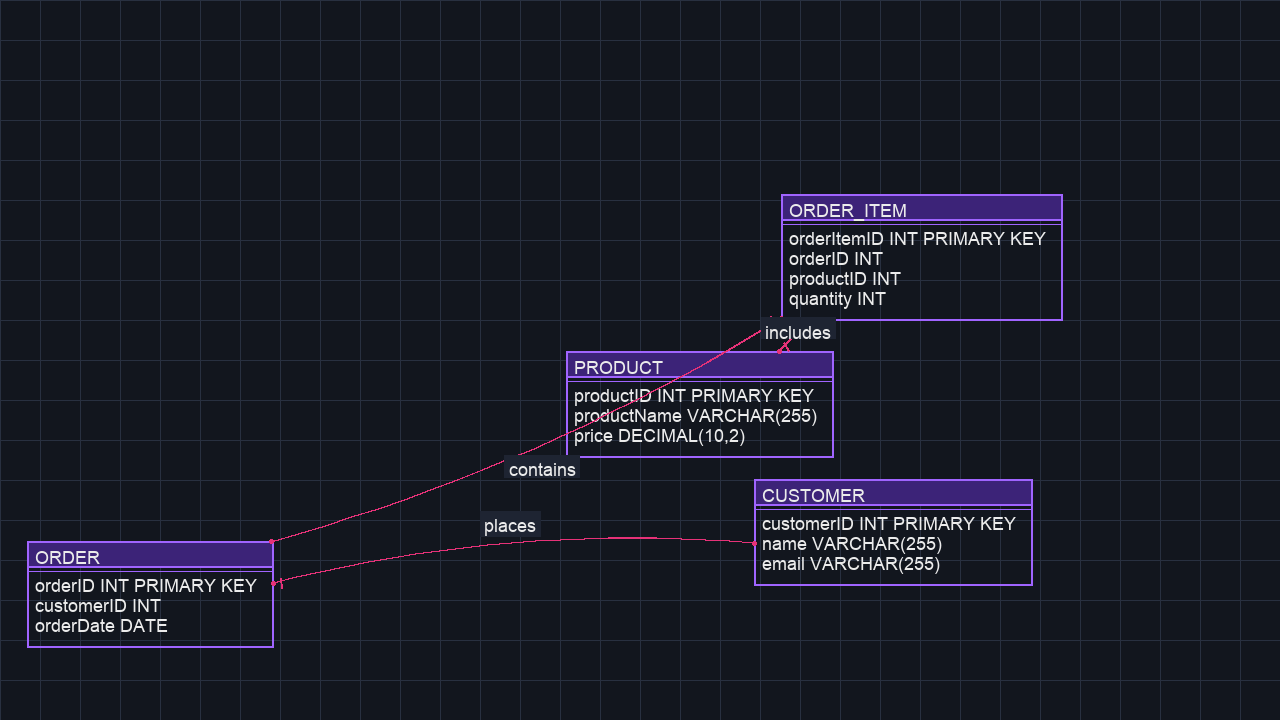 ORDER_ITEM
orderItemID INT PRIMARY KEY
orderID INT
productID INT
quantity INT
includes
PRODUCT
productID INT PRIMARY KEY
productName VARCHAR(255)
price DECIMAL(10,2)
contains
CUSTOMER
customerID INT PRIMARY KEY
name VARCHAR(255)
email VARCHAR(255)
places
ORDER
orderID INT PRIMARY KEY
customerID INT
orderDate DATE